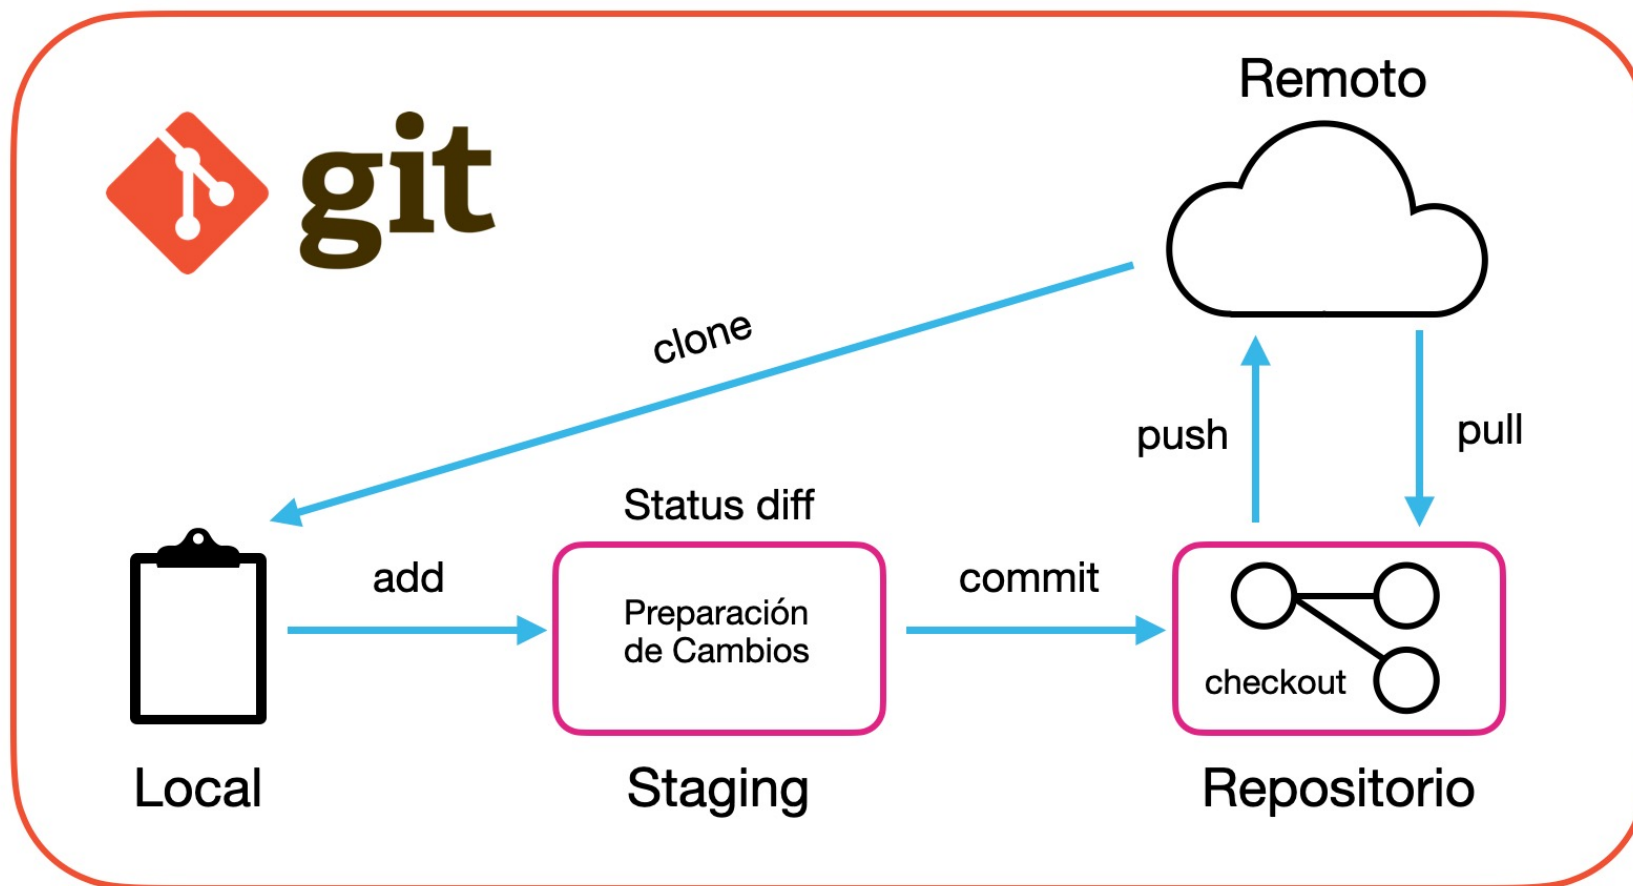 Remoto
git
clone
push
pull
Status diff
add
Preparación
de Cambios
commit
checkout
Local
Staging
Repositorio